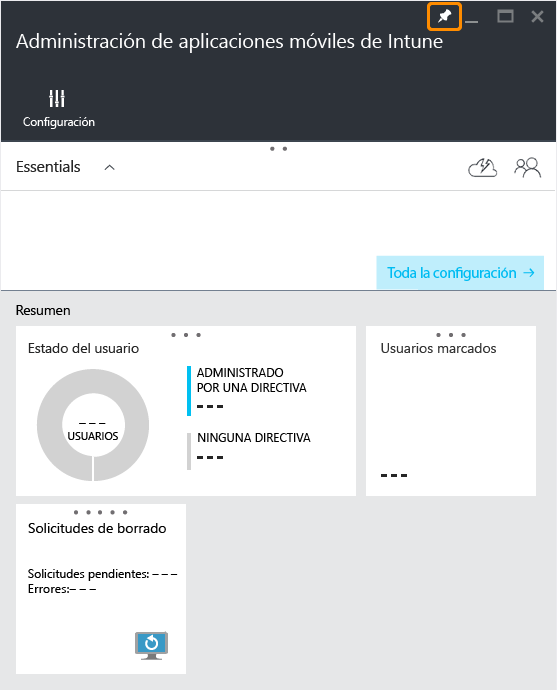 Administración de aplicaciones móviles de Intune
Configuración
Essentials
Toda la configuración →
Resumen
Estado del usuario
ADMINISTRADO
POR UNA DIRECTIVA
---
--- 
USUARIOS
NINGUNA DIRECTIVA
---
Usuarios marcados
---
Solicitudes de borrado
Solicitudes pendientes: – – –
Errores:– – –